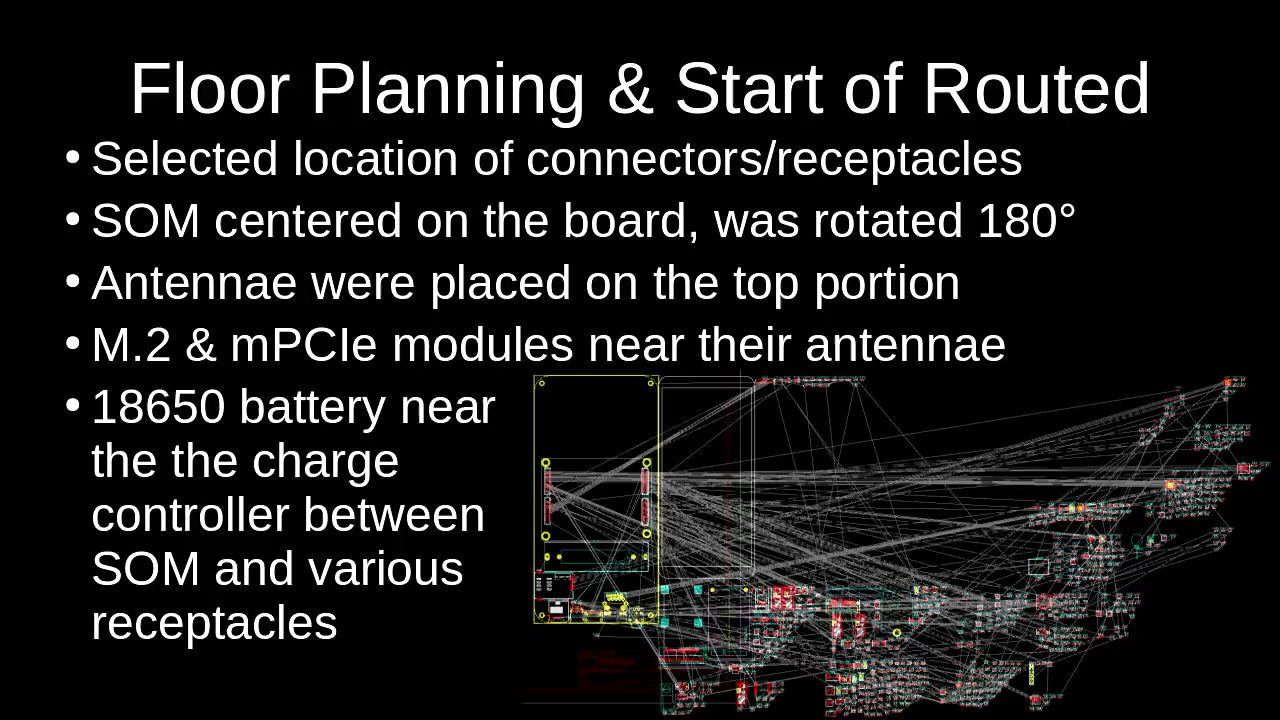 Floor Planning & Start of Routed
• Selected location of connectors/receptacles
• SOM centered on the board, was rotated 180°
• Antennae were placed on the top portion
• M.2 & mPCIe modules near their antennae
• 18650 battery near
the the charge
controller between
SOM and various
receptacles